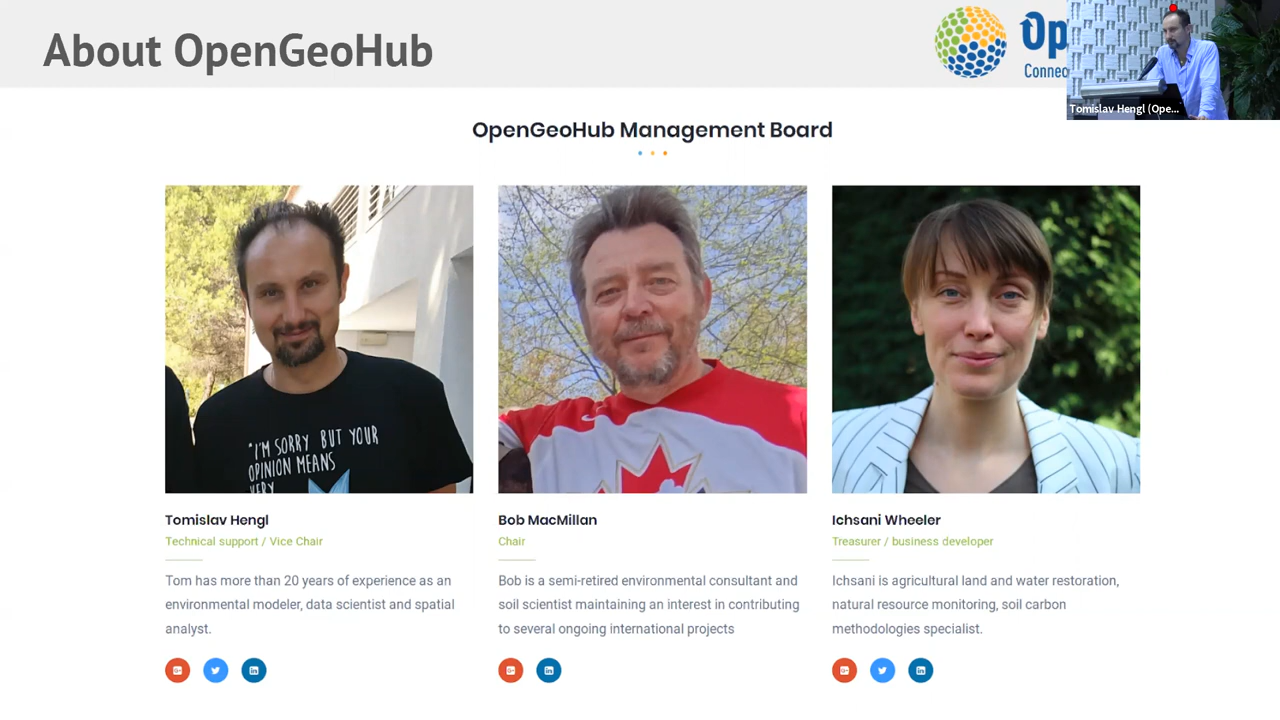 About OpenGeoHub
Op
Connec
Tomislav Hengl (Ope...
OpenGeoHub Management Board
"I'M SORRY BUT YOUR
OPINION MEANS
VERY
Tomislav Hengl
Technical support / Vice Chair
Tom has more than 20 years of experience as an
environmental modeler, data scientist and spatial
analyst.
Bob MacMillan
Chair
Bob is a semi-retired environmental consultant and
soil scientist maintaining an interest in contributing
to several ongoing international projects
Ichsani Wheeler
Treasurer / business developer
Ichsani is agricultural land and water restoration,
natural resource monitoring, soil carbon
methodologies specialist.